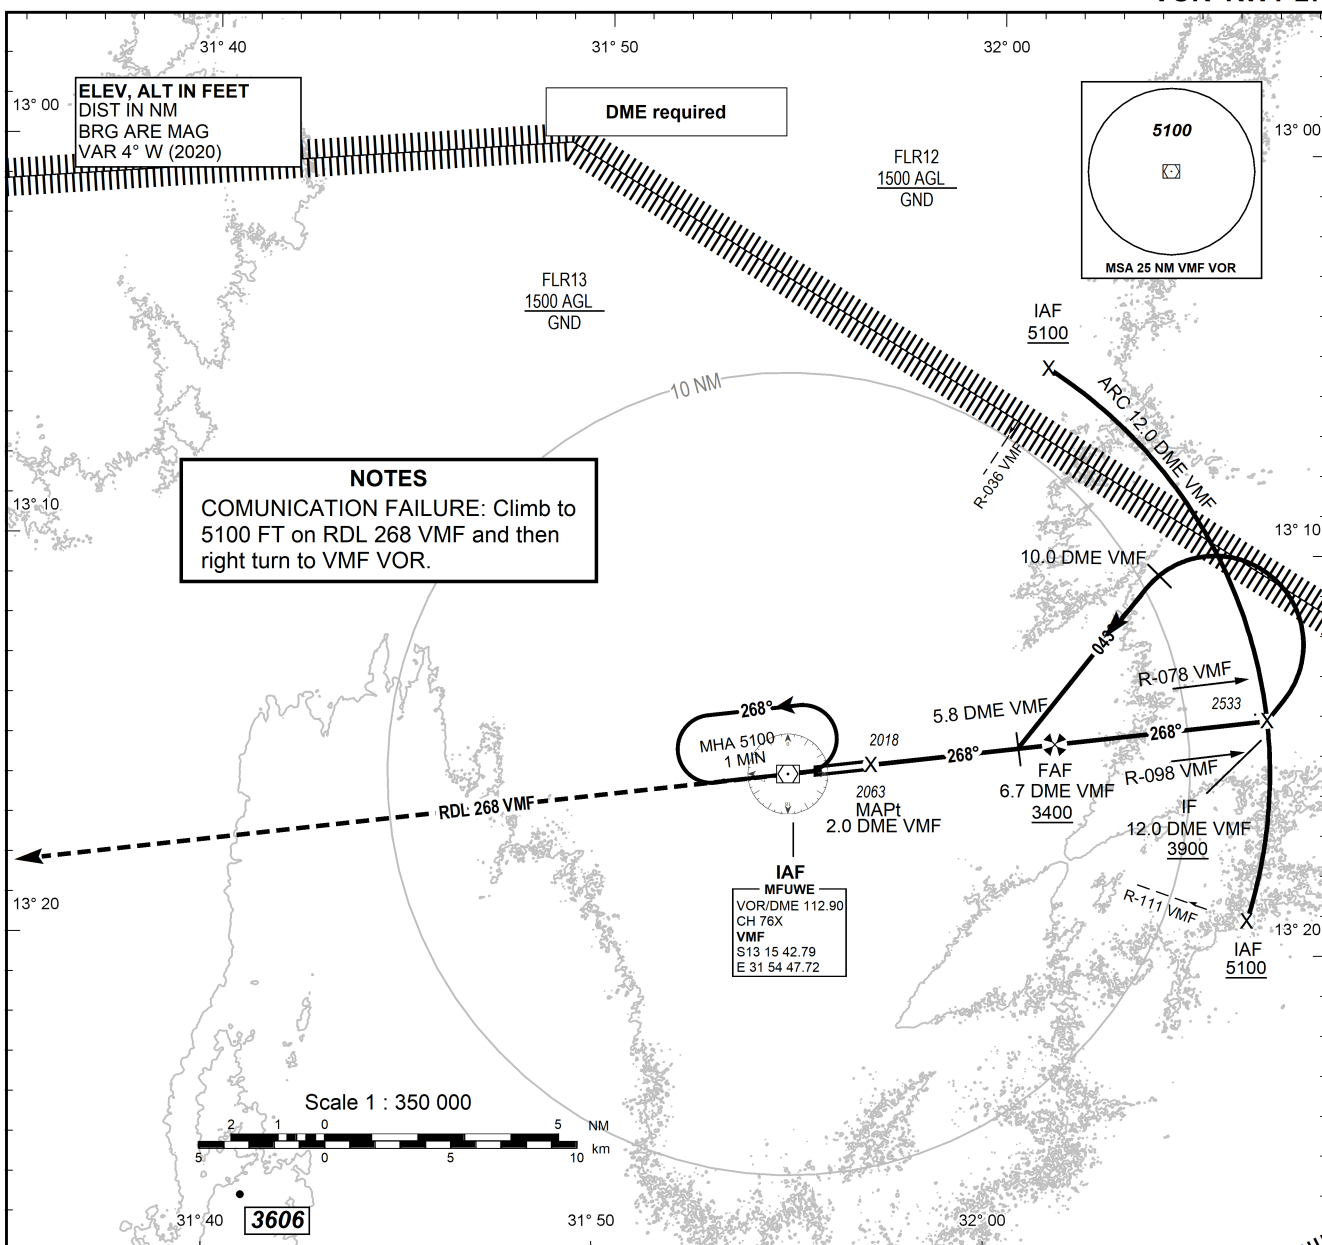 31° 40
31° 50
32° 00
ELEV, ALT IN FEET
DIST IN NM
BRG ARE MAG
VAR 4° W (2020)
13° 00
DME required
13° 00
5100
MSA 25 NM VMF VOR
FLR12
1500 AGL
GND
FLR13
1500 AGL
GND
IAF
5100
ARC 12.0 DME VMF
10 NM
R-036 VMF
NOTES
COMUNICATION FAILURE: Climb to
5100 FT on RDL 268 VMF and then
right turn to VMF VOR.
13° 10
13° 10
10.0 DME VMF
043°
R-078 VMF
2533
5.8 DME VMF
268°
268°
268°
MHA 5100
1 MIN
2018
2063
MAPt
2.0 DME VMF
FAF
6.7 DME VMF
3400
R-098 VMF
IF
12.0 DME VMF
3900
RDL 268 VMF
IAF
MFUWE
VOR/DME 112.90
CH 76X
VMF
S13 15 42.79
E 31 54 47.72
R-111 VMF
13° 20
13° 20
IAF
5100
Scale 1 : 350 000
2 1 0 5 NM
5 0 5 10 km
3606
31° 40
31° 50
32° 00